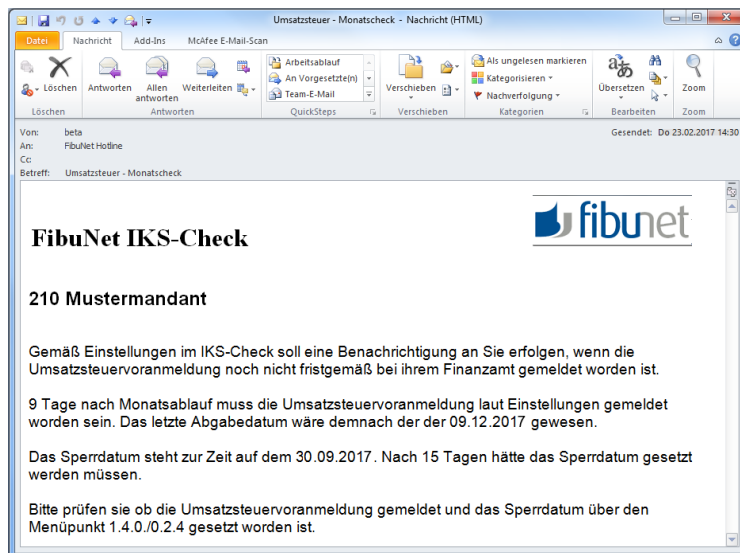 Umsatzsteuer - Monatscheck - Nachricht (HTML)
Datei Nachricht Add-Ins McAfee E-Mail-Scan
Löschen
Löschen
Antworten
Allen antworten
Weiterleiten
Antworten
Arbeitsablauf
An Vorgesetzte(n)
Team-E-Mail
QuickSteps
Verschieben
Verschieben
Als ungelesen markieren
Kategorisieren
Nachverfolgung
Kategorien
Übersetzen
Bearbeiten
Zoom
Zoom
Von: beta Gesendet: Do 23.02.2017 14:30
An: FibuNet Hotline
Cc:
Betreff: Umsatzsteuer - Monatscheck
fibunet
FibuNet IKS-Check
210 Mustermandant
Gemäß Einstellungen im IKS-Check soll eine Benachrichtigung an Sie erfolgen, wenn die
Umsatzsteuervoranmeldung noch nicht fristgemäß bei ihrem Finanzamt gemeldet worden ist.
9 Tage nach Monatsablauf muss die Umsatzsteuervoranmeldung laut Einstellungen gemeldet
worden sein. Das letzte Abgabedatum wäre demnach der der 09.12.2017 gewesen.
Das Sperrdatum steht zur Zeit auf dem 30.09.2017. Nach 15 Tagen hätte das Sperrdatum gesetzt
werden müssen.
Bitte prüfen sie ob die Umsatzsteuervoranmeldung gemeldet und das Sperrdatum über den
Menüpunkt 1.4.0./0.2.4 gesetzt worden ist.